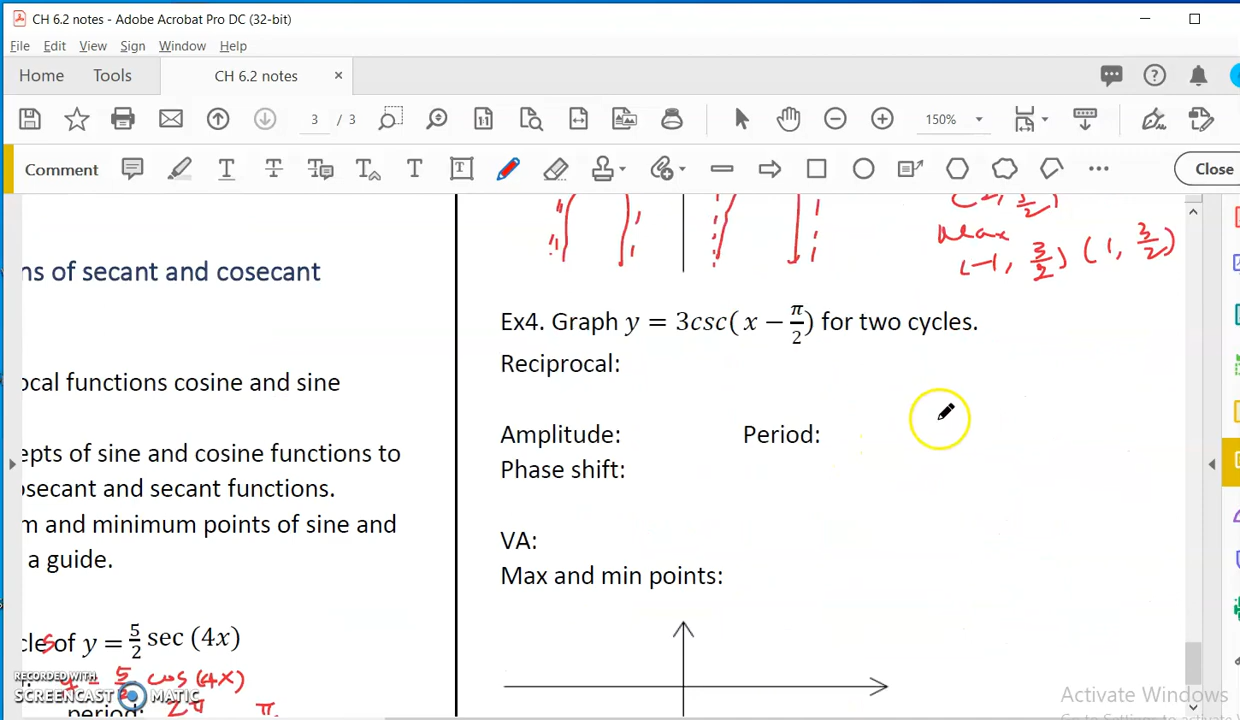 CH 6.2 notes - Adobe Acrobat Pro DC (32-bit)
File Edit View Sign Window Help
Home Tools CH 6.2 notes ×
3 / 3 150%
Comment Close
ns of secant and cosecant
ocal functions cosine and sine
epts of sine and cosine functions to
osecant and secant functions.
m and minimum points of sine and
a guide.
cles of y = 5/2 sec (4x)
y = 5/2 cos (4x)
period: 2π π
Max
(-1, 3/2) (1, 3/2)
Ex4. Graph y = 3csc( x − π/2) for two cycles.
Reciprocal:
Amplitude: Period:
Phase shift:
VA:
Max and min points:
RECORDED WITH
SCREENCAST MATIC
Activate Windows